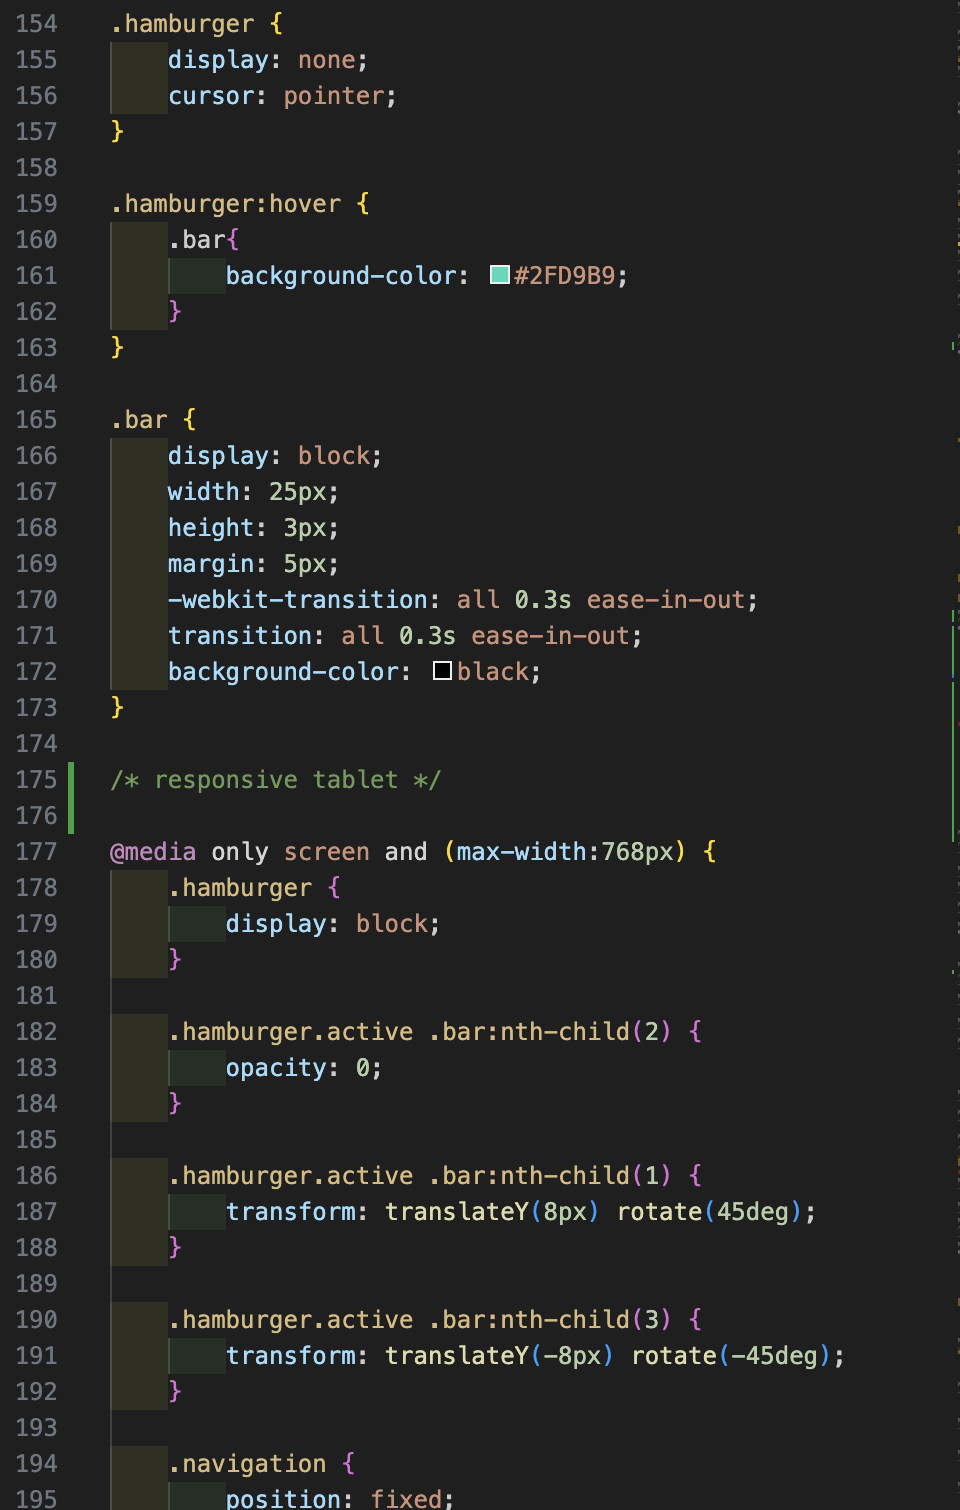 154 .hamburger {
155 display: none;
156 cursor: pointer;
157 }
158
159 .hamburger:hover {
160 .bar{
161 background-color: #2FD9B9;
162 }
163 }
164
165 .bar {
166 display: block;
167 width: 25px;
168 height: 3px;
169 margin: 5px;
170 -webkit-transition: all 0.3s ease-in-out;
171 transition: all 0.3s ease-in-out;
172 background-color: black;
173 }
174
175 /* responsive tablet */
176
177 @media only screen and (max-width:768px) {
178 .hamburger {
179 display: block;
180 }
181
182 .hamburger.active .bar:nth-child(2) {
183 opacity: 0;
184 }
185
186 .hamburger.active .bar:nth-child(1) {
187 transform: translateY(8px) rotate(45deg);
188 }
189
190 .hamburger.active .bar:nth-child(3) {
191 transform: translateY(-8px) rotate(-45deg);
192 }
193
194 .navigation {
195 position: fixed;